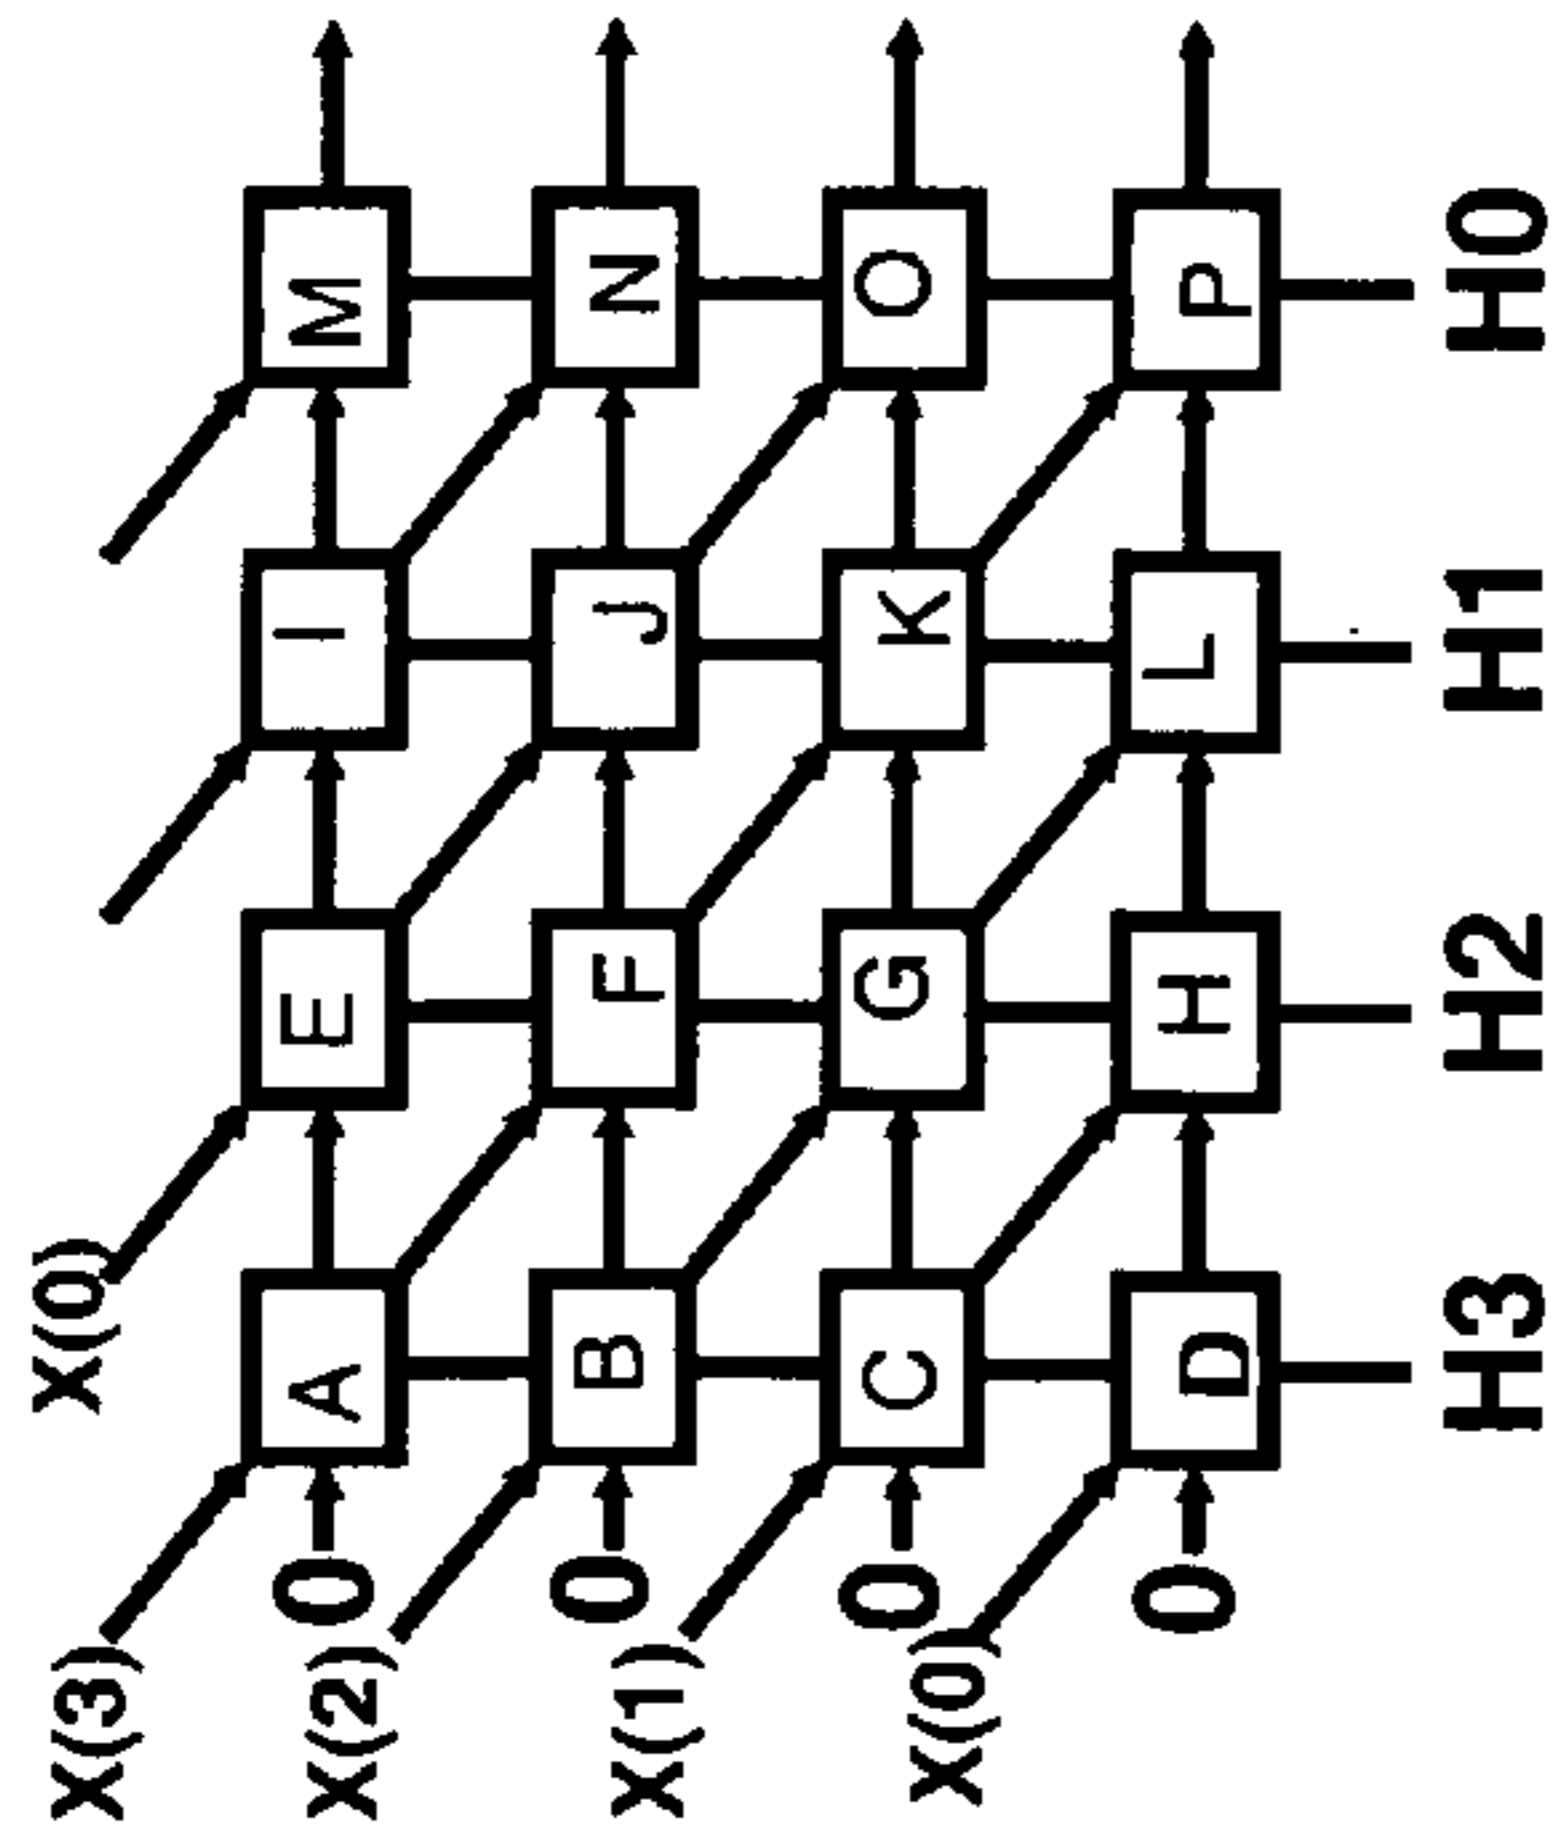 X(0)
X(3)
0 A E I M
X(2)
0 B F J N
X(1)
0 C G K O
X(0)
0 D H L P
H3 H2 H1 H0